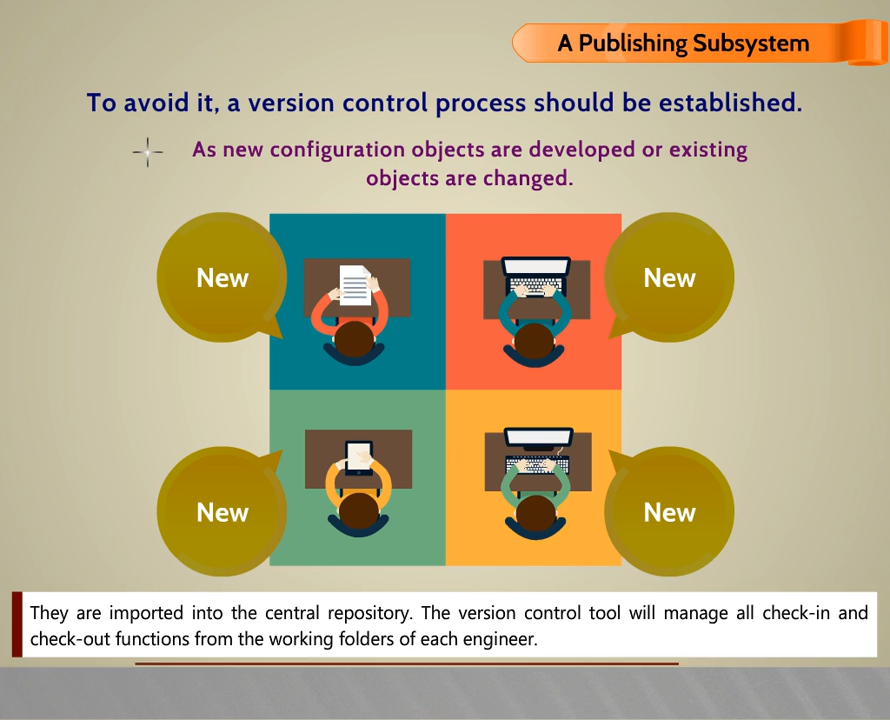 A Publishing Subsystem
To avoid it, a version control process should be established.
As new configuration objects are developed or existing
objects are changed.
New
New
New
New
They are imported into the central repository. The version control tool will manage all check-in and
check-out functions from the working folders of each engineer.